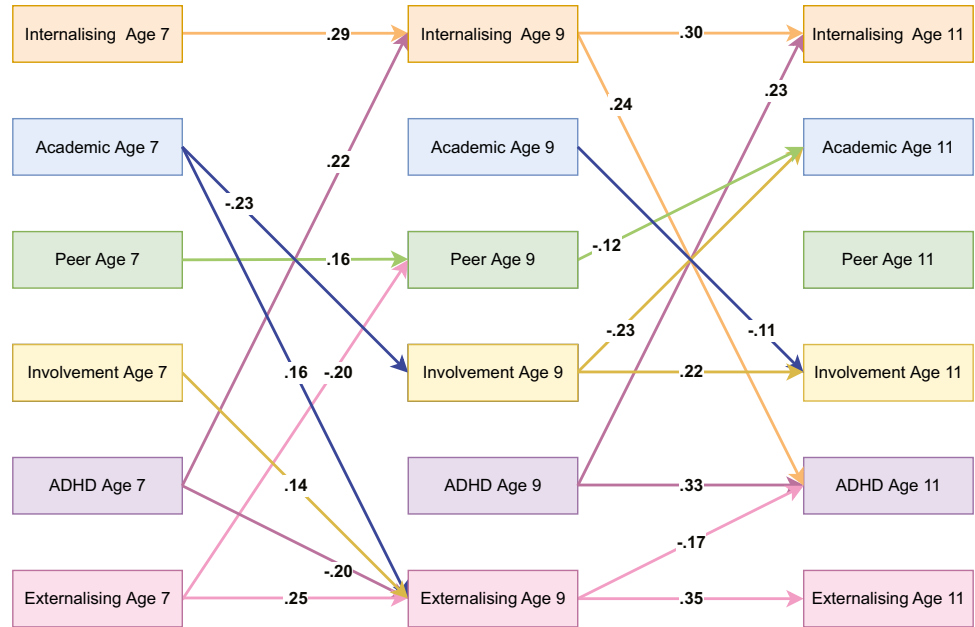 Internalising Age 7
.29
Internalising Age 9
.30
Internalising Age 11
.22
.24
.23
Academic Age 7
Academic Age 9
Academic Age 11
-.23
Peer Age 7
.16
Peer Age 9
-.12
Peer Age 11
-.23
-.11
Involvement Age 7
.16
-.20
Involvement Age 9
.22
Involvement Age 11
ADHD Age 7
.14
ADHD Age 9
.33
ADHD Age 11
-.20
-.17
Externalising Age 7
.25
Externalising Age 9
.35
Externalising Age 11